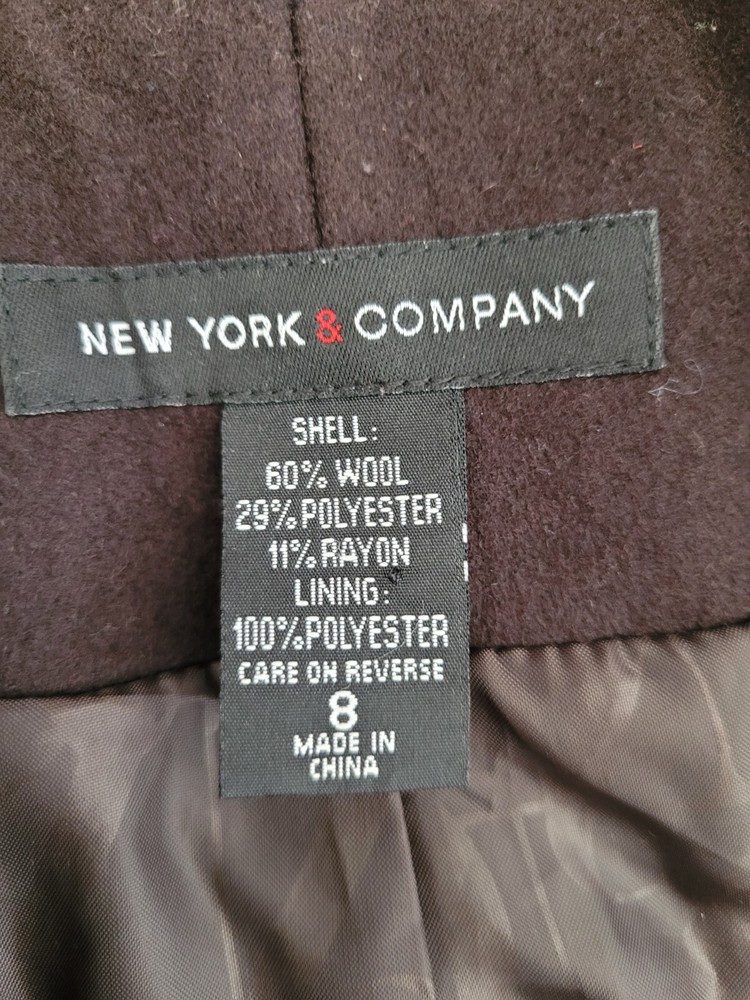 NEW YORK & COMPANY
SHELL:
60% WOOL
29% POLYESTER
11% RAYON
LINING:
100% POLYESTER
CARE ON REVERSE
8
MADE IN
CHINA